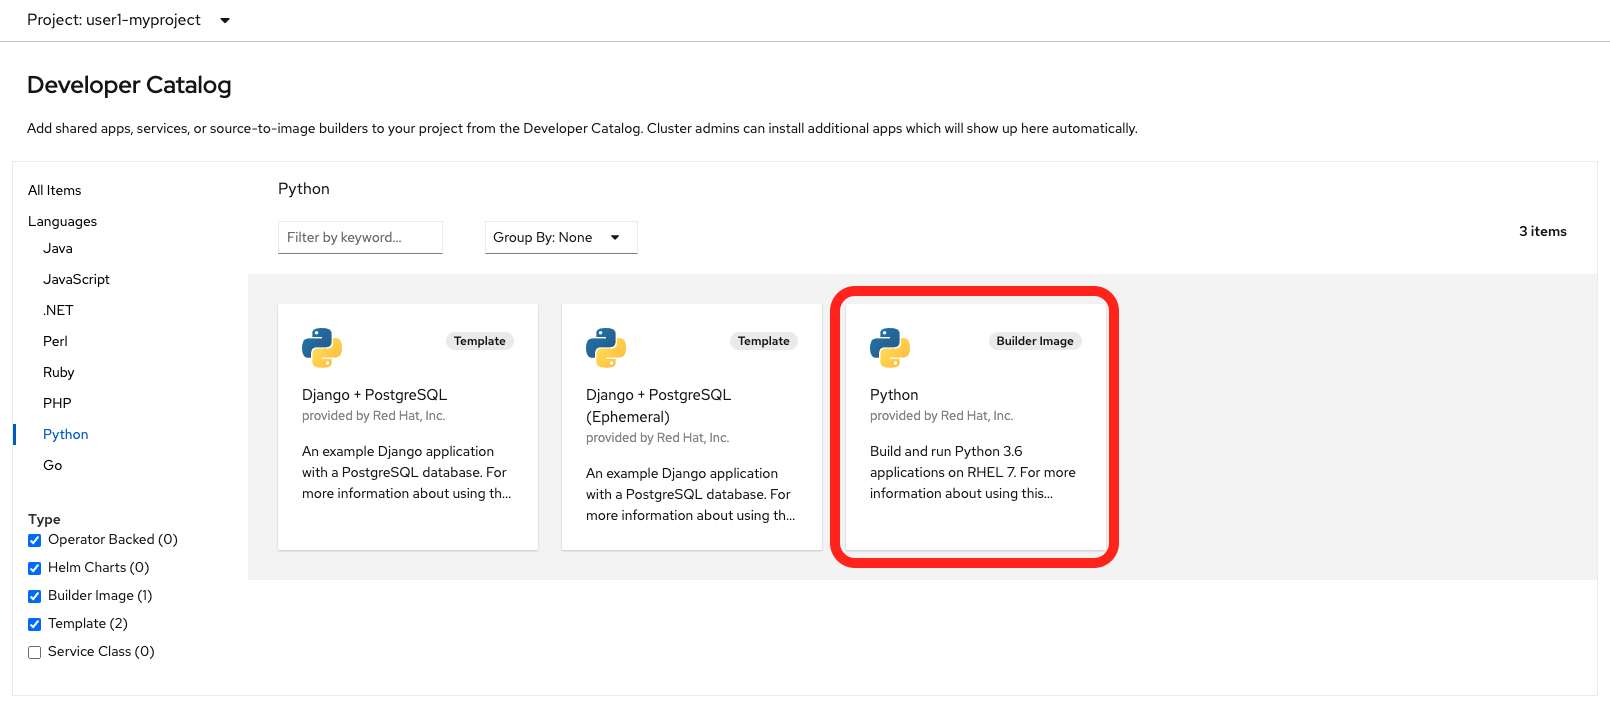 Project: user1-myproject
Developer Catalog
Add shared apps, services, or source-to-image builders to your project from the Developer Catalog. Cluster admins can install additional apps which will show up here automatically.
All Items
Languages
Java
JavaScript
.NET
Perl
Ruby
PHP
Python
Go
Type
Operator Backed (0)
Helm Charts (0)
Builder Image (1)
Template (2)
Service Class (0)
Python
Filter by keyword...
Group By: None
3 items
Template
Django + PostgreSQL
provided by Red Hat, Inc.
An example Django application
with a PostgreSQL database. For
more information about using th...
Template
Django + PostgreSQL
(Ephemeral)
provided by Red Hat, Inc.
An example Django application
with a PostgreSQL database. For
more information about using th...
Builder Image
Python
provided by Red Hat, Inc.
Build and run Python 3.6
applications on RHEL 7. For more
information about using this...